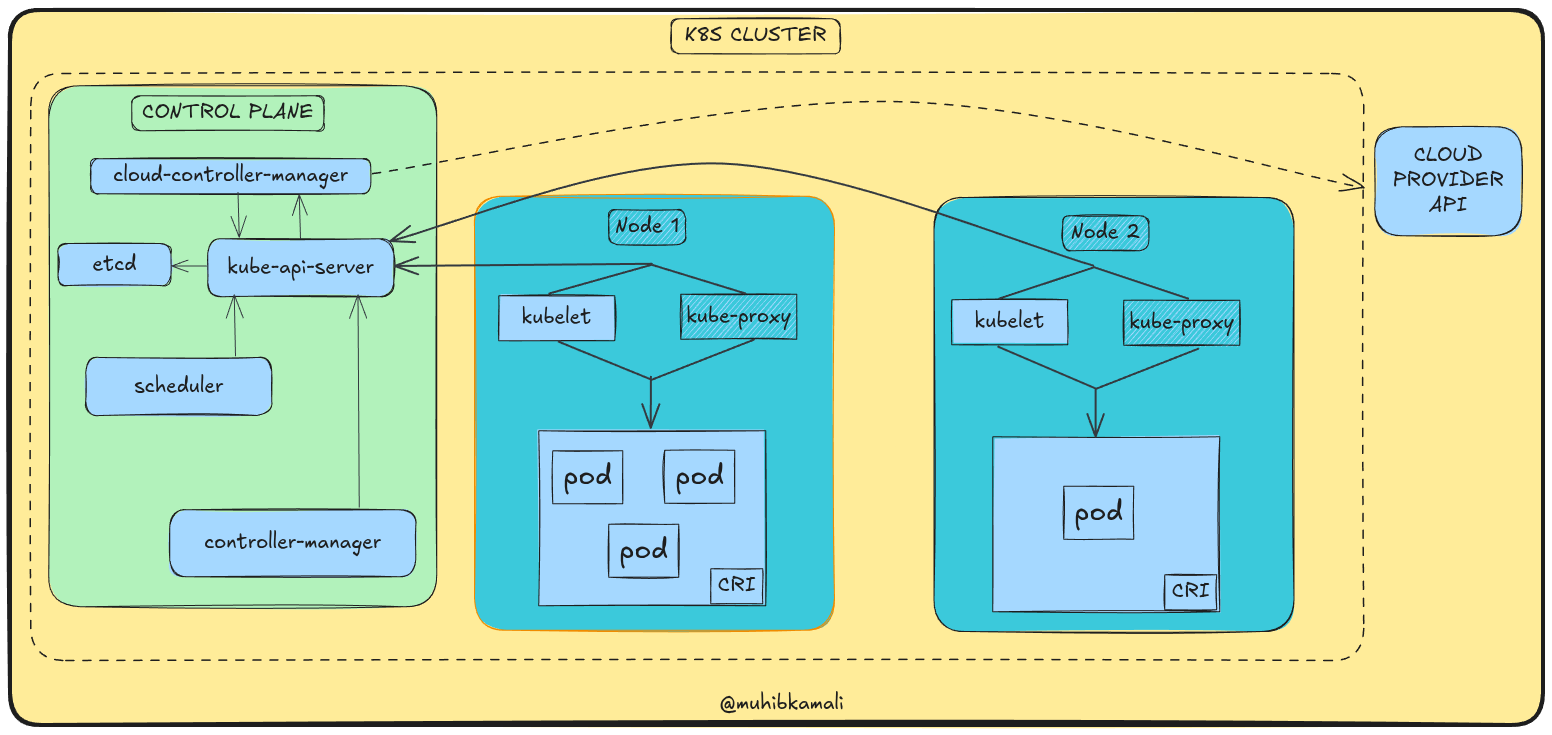 K8S CLUSTER
CONTROL PLANE
cloud-controller-manager
etcd
kube-api-server
scheduler
controller-manager
Node 1
kubelet
kube-proxy
pod
pod
pod
CRI
Node 2
kubelet
kube-proxy
pod
CRI
CLOUD
PROVIDER
API
@muhibkamali